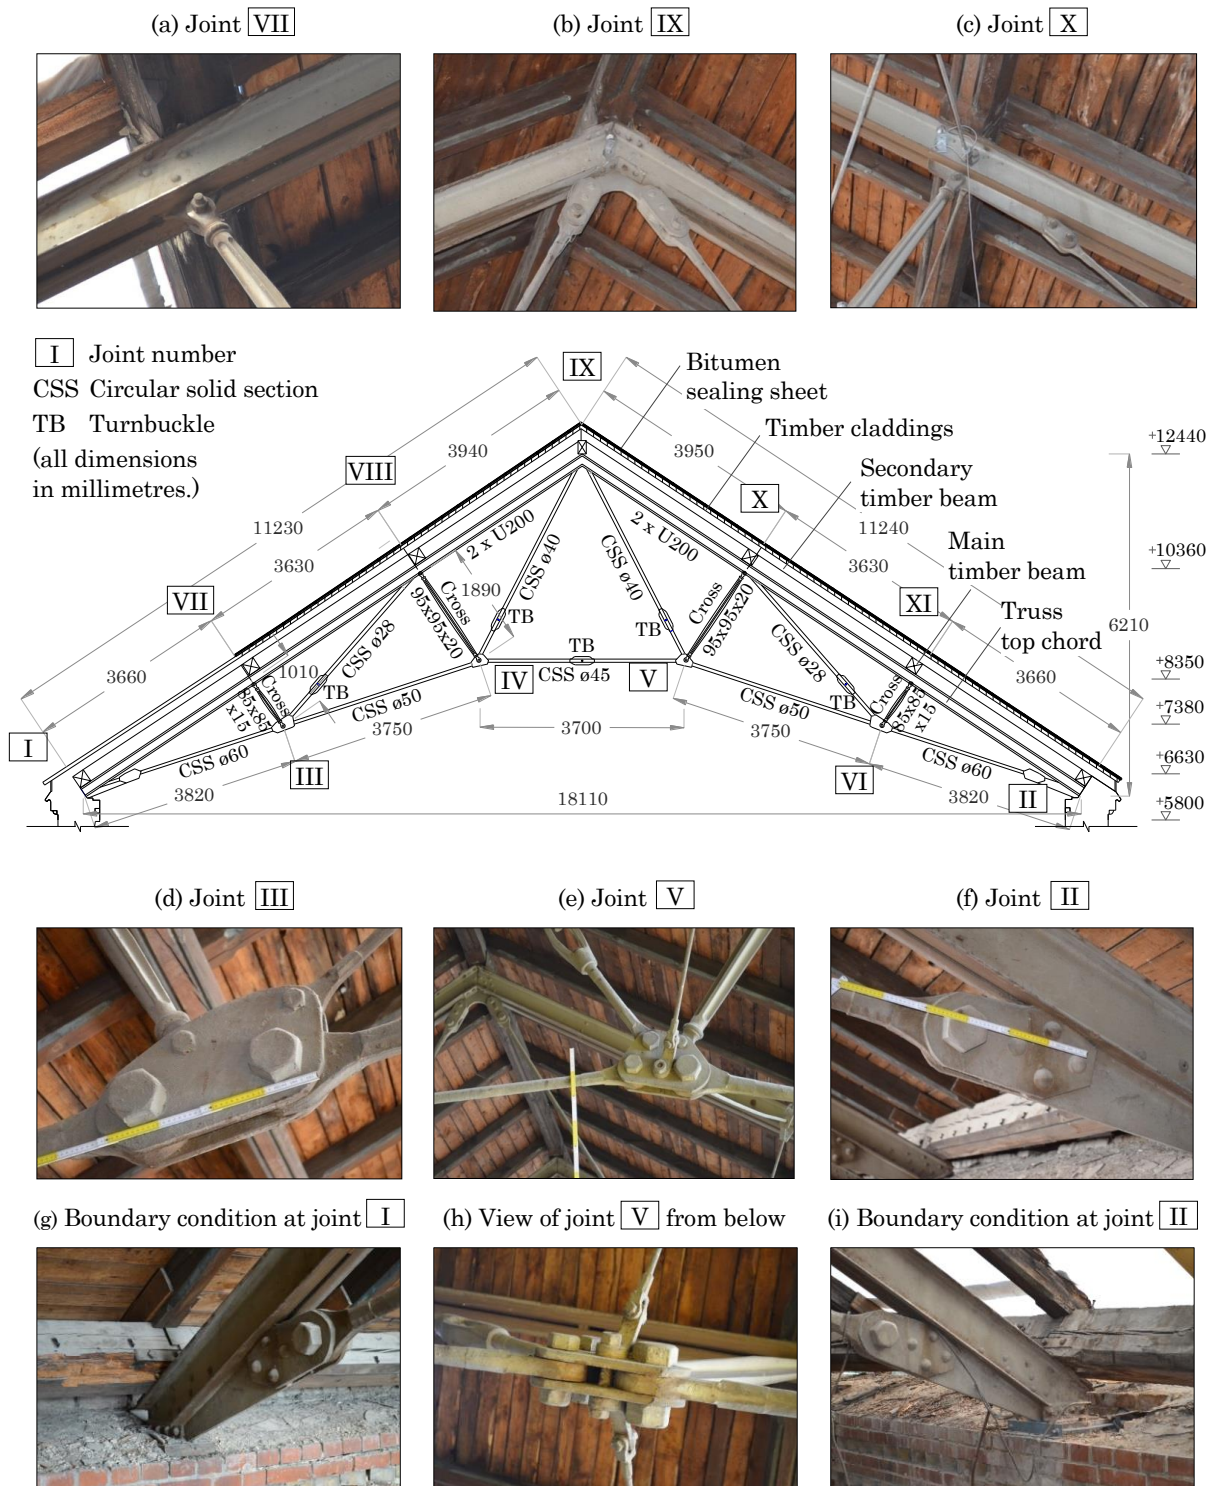 (a) Joint VII
(b) Joint IX
(c) Joint X
I Joint number
CSS Circular solid section
TB Turnbuckle
(all dimensions
in millimetres.)
IX
Bitumen
sealing sheet
Timber claddings
Secondary
timber beam
Main
timber beam
Truss
top chord
+12440
+10360
+8350
+7380
+6630
+5800
6210
11230
3940
3630
3660
VIII
VII
I
3950
11240
3630
3660
X
XI
2 x U200
2 x U200
CSS ø40
CSS ø40
1890
Cross
95x95x20
Cross
95x95x20
TB
TB
TB
CSS ø45
IV
V
CSS ø28
CSS ø28
1010
TB
TB
Cross
85x85
x15
Cross
85x85
x15
CSS ø50
CSS ø50
3750
3700
3750
CSS ø60
CSS ø60
III
VI
II
3820
18110
3820
(d) Joint III
(e) Joint V
(f) Joint II
(g) Boundary condition at joint I
(h) View of joint V from below
(i) Boundary condition at joint II